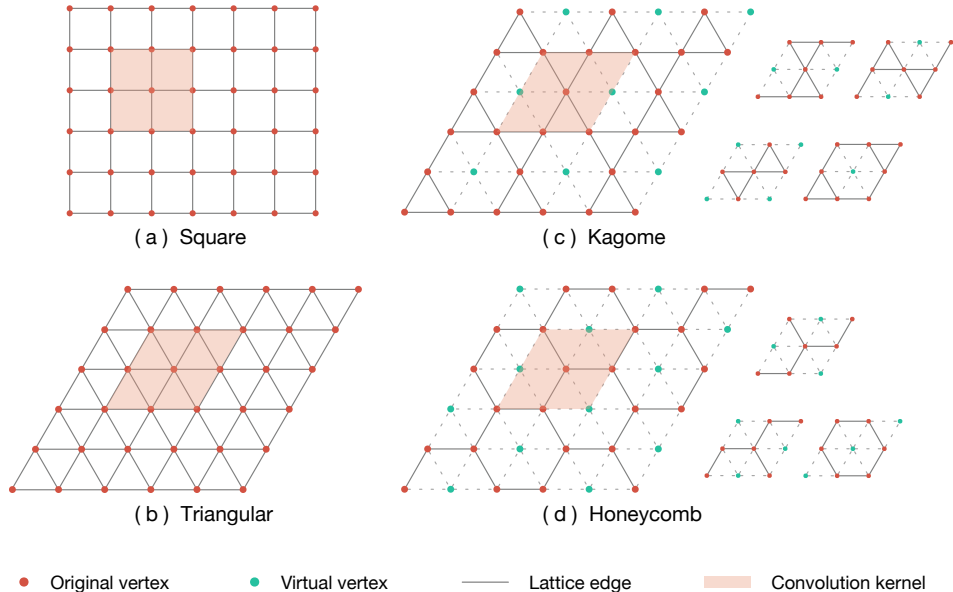 ( a ) Square
( c ) Kagome
( b ) Triangular
( d ) Honeycomb
Original vertex
Virtual vertex
Lattice edge
Convolution kernel